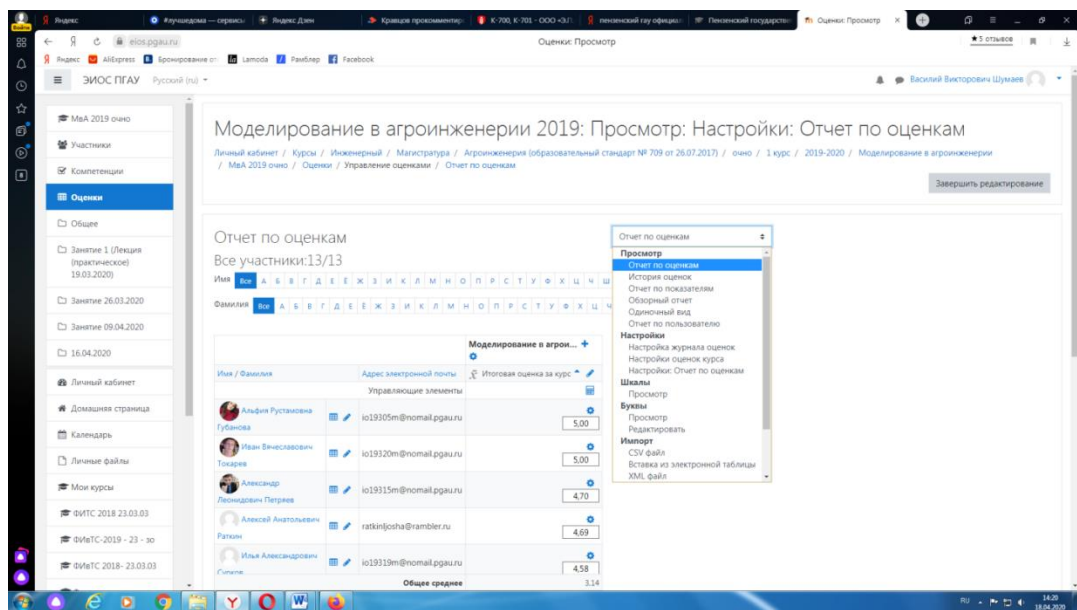 Яндекс
#лучшедома — сервисы
Яндекс Дзен
Кравцов прокомментир
К-700, К-701 - ООО «З.П
пензенский гау официал
Пензенский государстве
Оценки: Просмотр
eios.pgau.ru
Оценки: Просмотр
★ 5 отзывов
Яндекс
AliExpress
Бронирование от
Lamoda
Рамблер
Facebook
ЭИОС ПГАУ
Русский (ru)
Василий Викторович Шумаев
МвА 2019 очно
Участники
Компетенции
Оценки
Общее
Занятие 1 (Лекция
(практическое)
19.03.2020)
Занятие 26.03.2020
Занятие 09.04.2020
16.04.2020
Личный кабинет
Домашняя страница
Календарь
Личные файлы
Мои курсы
ФИТС 2018 23.03.03
ФИвТС-2019 - 23 - зо
ФИвТС 2018- 23.03.03
Моделирование в агроинженерии 2019: Просмотр: Настройки: Отчет по оценкам
Личный кабинет / Курсы / Инженерный / Магистратура / Агроинженерия (образовательный стандарт № 709 от 26.07.2017) / очно / 1 курс / 2019-2020 / Моделирование в агроинженерии
/ МвА 2019 очно / Оценки / Управление оценками / Отчет по оценкам
Завершить редактирование
Отчет по оценкам
Все участники:13/13
Имя Все А Б В Г Д Е Ё Ж З И К Л М Н О П Р С Т У Ф Х Ц Ч Ш
Фамилия Все А Б В Г Д Е Ё Ж З И К Л М Н О П Р С Т У Ф Х Ц Ч
Моделирование в агрои...
Имя / Фамилия
Адрес электронной почты
Итоговая оценка за курс
Управляющие элементы
Альфия Рустамовна
Губанова
io19305m@nomail.pgau.ru
5,00
Иван Вячеславович
Токарев
io19320m@nomail.pgau.ru
5,00
Александр
Леонидович Петряев
io19315m@nomail.pgau.ru
4,70
Алексей Анатольевич
Раткин
ratkinljosha@rambler.ru
4,69
Илья Александрович
Сурков
io19319m@nomail.pgau.ru
4,58
Общее среднее
3,14
Отчет по оценкам
Просмотр
Отчет по оценкам
История оценок
Отчет по показателям
Обзорный отчет
Одиночный вид
Отчет по пользователю
Настройки
Настройка журнала оценок
Настройки оценок курса
Настройки: Отчет по оценкам
Шкалы
Просмотр
Буквы
Просмотр
Редактировать
Импорт
CSV файл
Вставка из электронной таблицы
XML файл
RU
14:20
18.04.2020